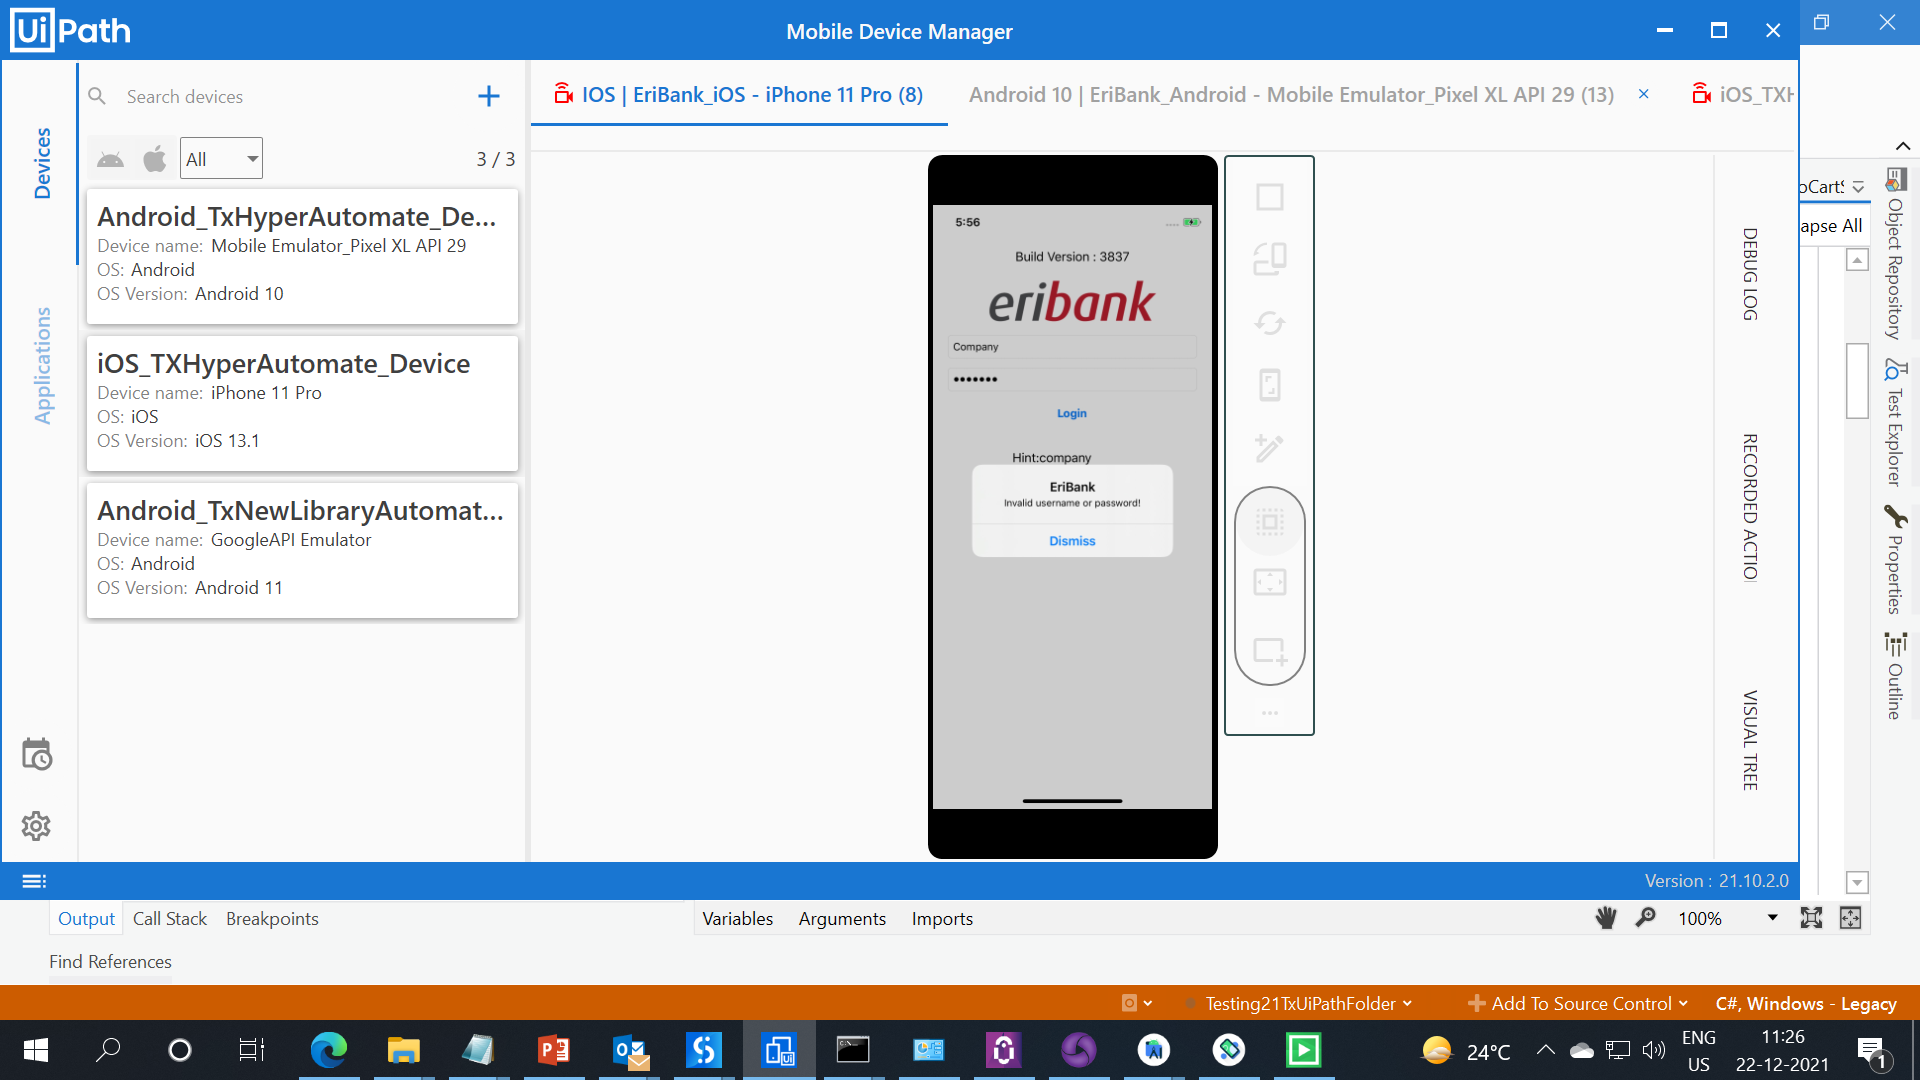 UiPath
Mobile Device Manager
Devices
Applications
Search devices
All
3 / 3
Android_TxHyperAutomate_De...
Device name: Mobile Emulator_Pixel XL API 29
OS: Android
OS Version: Android 10
iOS_TXHyperAutomate_Device
Device name: iPhone 11 Pro
OS: iOS
OS Version: iOS 13.1
Android_TxNewLibraryAutomat...
Device name: GoogleAPI Emulator
OS: Android
OS Version: Android 11
IOS | EriBank_iOS - iPhone 11 Pro (8)
Android 10 | EriBank_Android - Mobile Emulator_Pixel XL API 29 (13)
iOS_TXH
5:56
Build Version : 3837
eribank
Company
•••••••
Login
Hint:company
EriBank
Invalid username or password!
Dismiss
DEBUG LOG
RECORDED ACTIO
VISUAL TREE
oCartS
apse All
Object Repository
Test Explorer
Properties
Outline
Version : 21.10.2.0
Output
Call Stack
Breakpoints
Variables
Arguments
Imports
100%
Find References
Testing21TxUiPathFolder
Add To Source Control
C#, Windows - Legacy
24°C
ENG
US
11:26
22-12-2021
1